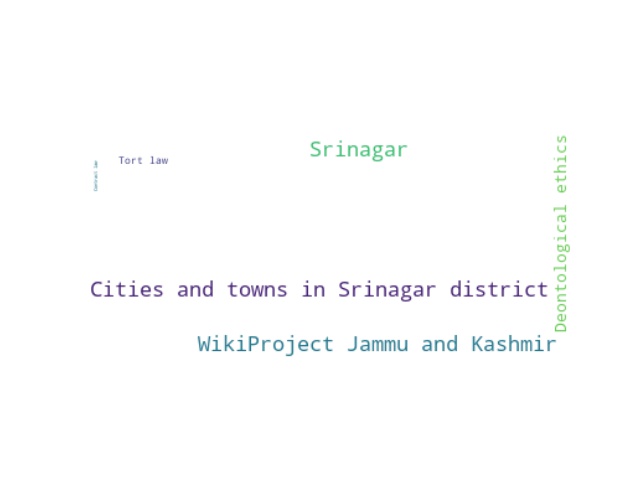 Srinagar
Tort law
Contract law
Deontological ethics
Cities and towns in Srinagar district
WikiProject Jammu and Kashmir